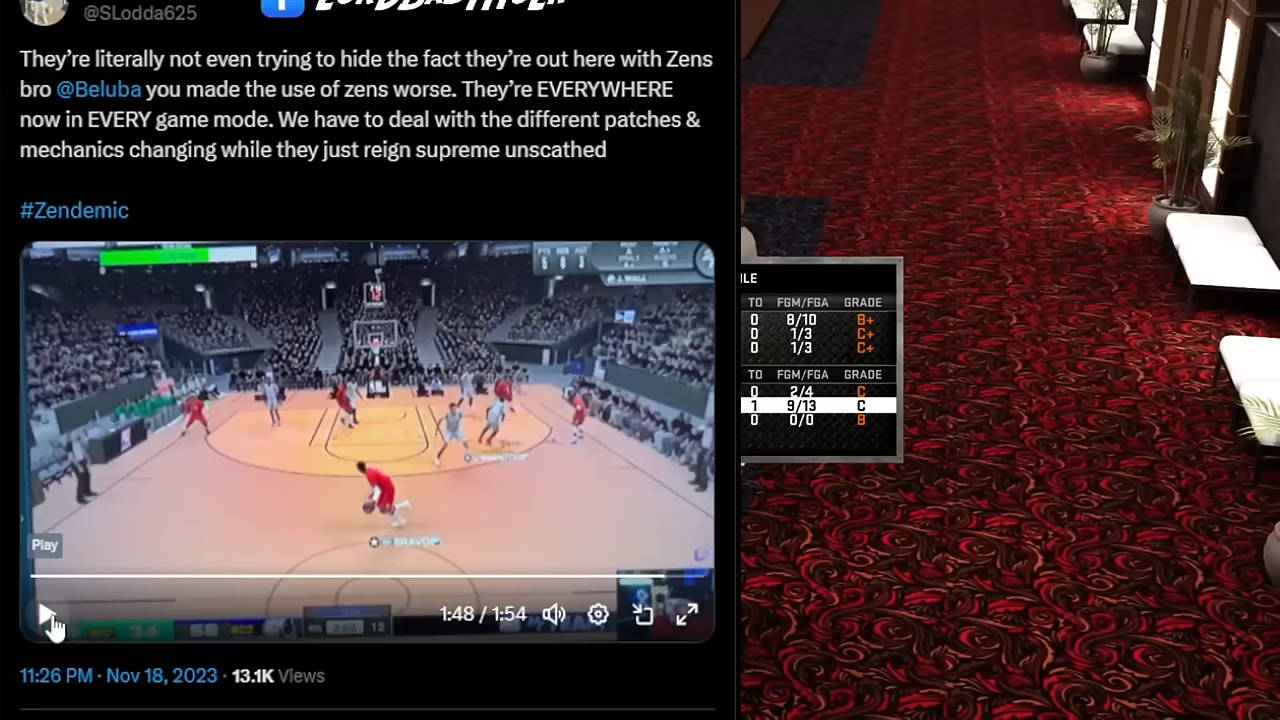 @SLodda625
They're literally not even trying to hide the fact they're out here with Zens
bro @Beluba you made the use of zens worse. They're EVERYWHERE
now in EVERY game mode. We have to deal with the different patches &
mechanics changing while they just reign supreme unscathed
#Zendemic
J. WALL
BRAVO
Play
1:48 / 1:54
11:26 PM · Nov 18, 2023 · 13.1K Views
TO FGM/FGA GRADE
0 8/10 B+
0 1/3 C+
0 1/3 C+
TO FGM/FGA GRADE
0 2/4 C
1 9/13 C
0 0/0 B